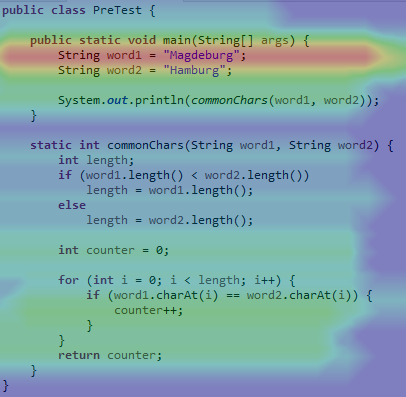 public class PreTest {
public static void main(String[] args) {
String word1 = "Magdeburg";
String word2 = "Hamburg";
System.out.println(commonChars(word1, word2));
}
static int commonChars(String word1, String word2) {
int length;
if (word1.length() < word2.length())
length = word1.length();
else
length = word2.length();
int counter = 0;
for (int i = 0; i < length; i++) {
if (word1.charAt(i) == word2.charAt(i)) {
counter++;
}
}
return counter;
}
}